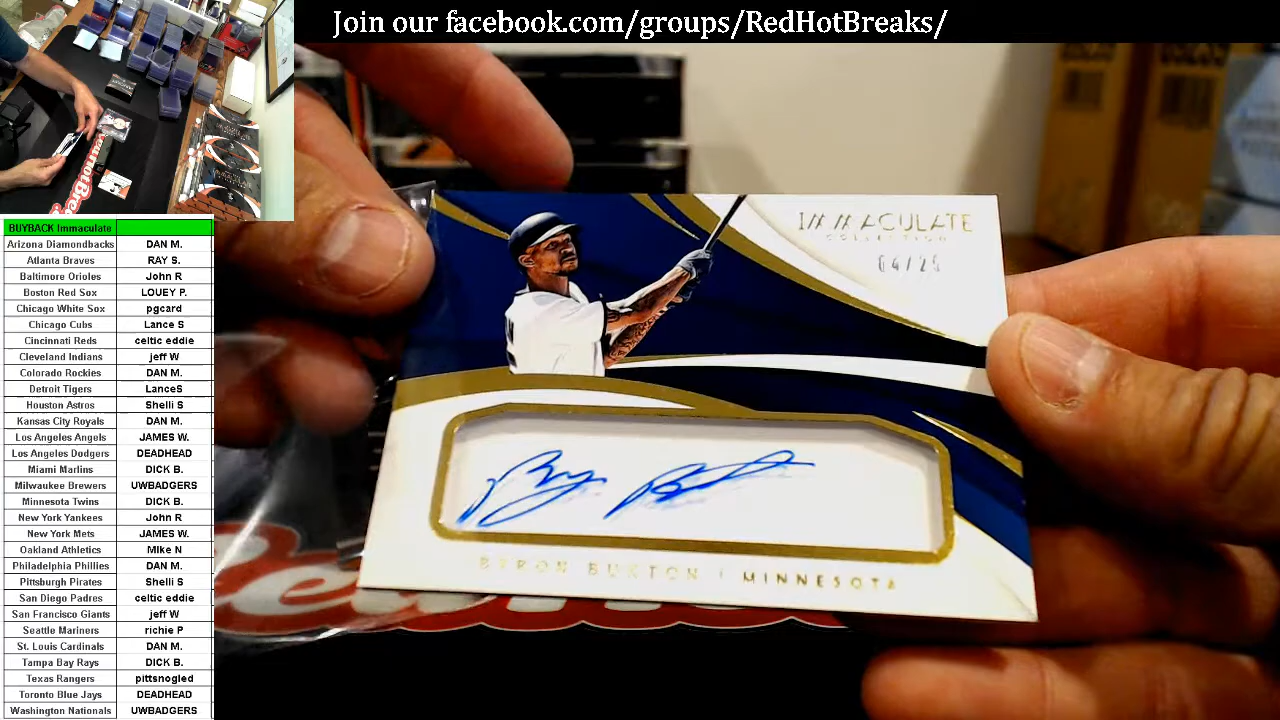 Join our facebook.com/groups/RedHotBreaks/
BUYBACK Immaculate
Arizona Diamondbacks DAN M.
Atlanta Braves RAY S.
Baltimore Orioles John R
Boston Red Sox LOUEY P.
Chicago White Sox pgcard
Chicago Cubs Lance S
Cincinnati Reds celtic eddie
Cleveland Indians jeff W
Colorado Rockies DAN M.
Detroit Tigers LanceS
Houston Astros Shelli S
Kansas City Royals DAN M.
Los Angeles Angels JAMES W.
Los Angeles Dodgers DEADHEAD
Miami Marlins DICK B.
Milwaukee Brewers UWBADGERS
Minnesota Twins DICK B.
New York Yankees John R
New York Mets JAMES W.
Oakland Athletics Mike N
Philadelphia Phillies DAN M.
Pittsburgh Pirates Shelli S
San Diego Padres celtic eddie
San Francisco Giants jeff W
Seattle Mariners richie P
St. Louis Cardinals DAN M.
Tampa Bay Rays DICK B.
Texas Rangers pittsnogled
Toronto Blue Jays DEADHEAD
Washington Nationals UWBADGERS
IMMACULATE
COLLECTION
04/25
BYRON BUXTON | MINNESOTA